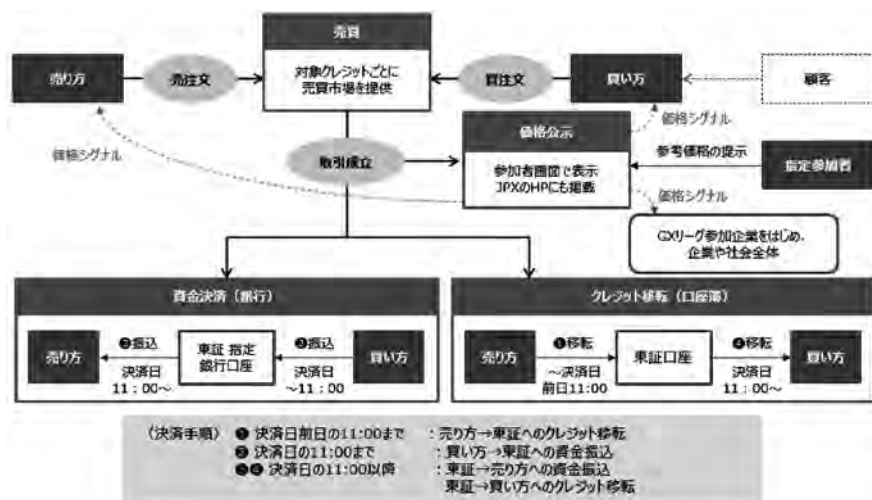 売買
売り方
売注文
対象クレジットごとに
売買市場を提供
買注文
買い方
顧客
価格シグナル
価格公示
参考価格の提示
価格シグナル
取引成立
参加者画面で表示
JPXのHPにも掲載
指定参加者
価格シグナル
GXリーグ参加企業をはじめ、
企業や社会全体
資金決済（銀行）
売り方
振込
決済日
11：00～
東証 指定
銀行口座
振込
決済日
～11：00
買い方
クレジット移転（口座簿）
売り方
❶移転
～決済日
前日11:00
東証口座
❹移転
決済日
11：00～
買い方
（決済手順） ❶ 決済日前日の11:00まで ：売り方→東証へのクレジット移転
❷ 決済日の11:00まで ：買い方→東証への資金振込
❸❹ 決済日の11:00以降 ：東証→売り方への資金振込
東証→買い方へのクレジット移転